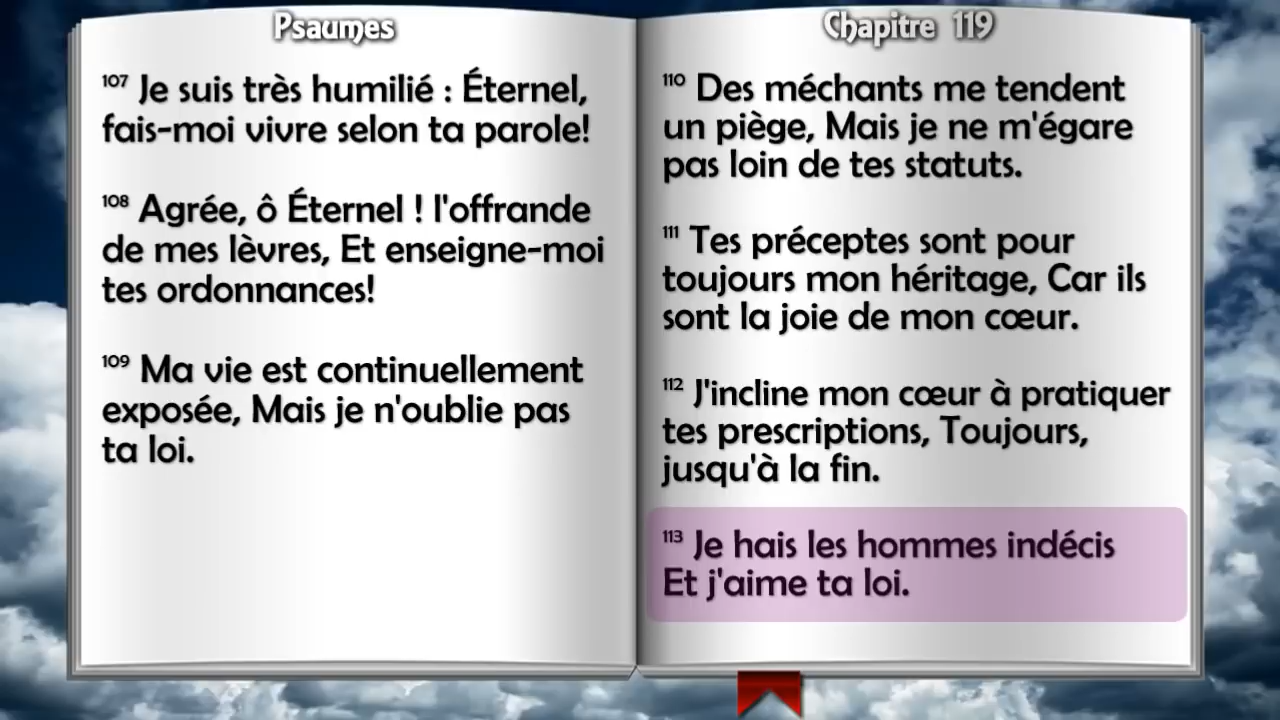 Psaumes
107 Je suis très humilié : Éternel,
fais-moi vivre selon ta parole!
108 Agrée, ô Éternel ! l'offrande
de mes lèvres, Et enseigne-moi
tes ordonnances!
109 Ma vie est continuellement
exposée, Mais je n'oublie pas
ta loi.
Chapitre 119
110 Des méchants me tendent
un piège, Mais je ne m'égare
pas loin de tes statuts.
111 Tes préceptes sont pour
toujours mon héritage, Car ils
sont la joie de mon cœur.
112 J'incline mon cœur à pratiquer
tes prescriptions, Toujours,
jusqu'à la fin.
113 Je hais les hommes indécis
Et j'aime ta loi.